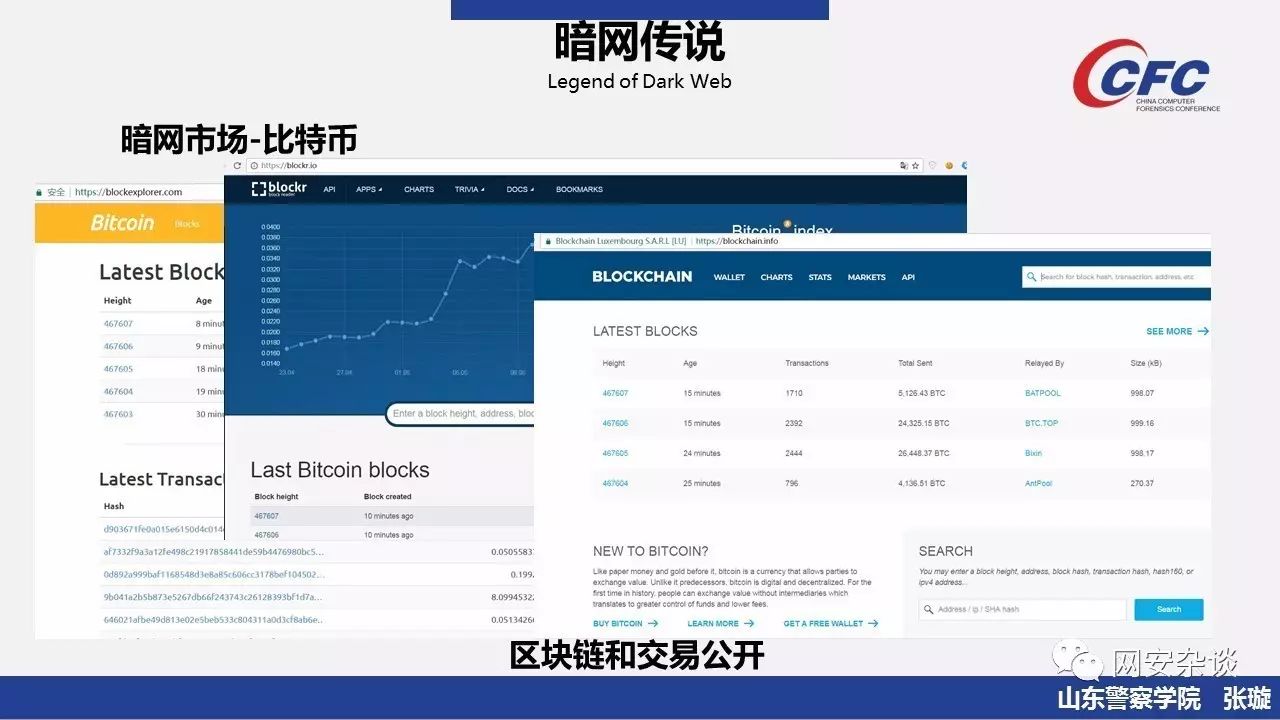 暗网传说
Legend of Dark Web
CFC
CHINA COMPUTER
FORENSICS CONFERENCE
暗网市场-比特币
安全 https://blockexplorer.com
Bitcoin Blocks
Latest Block
Height Age
467607 8 minut
467606 9 minut
467605 18 minu
467604 19 minu
467603 30 minu
Latest Transac
Hash
d903671fe0a015e6150d4c014
af7332f9a3a12fe498c21917858441de59b4476980bc5... 0.0505583
0d892a999baf1168548d3e8a85c606cc3178bef104502... 0.199
9b041a2b5b873e5267db66f243743c26128393bf1d7a... 8.0994532
646021afbe49d813e02e5beb533c804311a0d3cf8ab6e.. 0.0513426
https://blockr.io
blockr
block reader
API APPS CHARTS TRIVIA DOCS BOOKMARKS
Bitcoin index
0.0400
0.0380
0.0360
0.0340
0.0320
0.0300
0.0280
0.0260
0.0240
0.0220
0.0200
0.0180
0.0160
0.0140
23.04 27.04 01.05 05.05
Enter a block height, address, bloc
Last Bitcoin blocks
Block height Block created
467607 10 minutes ago
467606 10 minutes ago
Blockchain Luxembourg S.A.R.L [LU] https://blockchain.info
BLOCKCHAIN WALLET CHARTS STATS MARKETS API
Search for block hash, transaction, address, etc
LATEST BLOCKS SEE MORE
Height Age Transactions Total Sent Relayed By Size (kB)
467607 15 minutes 1710 5,126.43 BTC BATPOOL 998.07
467606 15 minutes 2392 24,325.15 BTC BTC.TOP 999.16
467605 24 minutes 2444 26,448.37 BTC Bixin 998.17
467604 25 minutes 796 4,136.51 BTC AntPool 270.37
NEW TO BITCOIN?
Like paper money and gold before it, bitcoin is a currency that allows parties to
exchange value. Unlike it predecessors, bitcoin is digital and decentralized. For the
first time in history, people can exchange value without intermediaries which
translates to greater control of funds and lower fees.
BUY BITCOIN LEARN MORE GET A FREE WALLET
SEARCH
You may enter a block height, address, block hash, transaction hash, hash160, or
ipv4 address..
Address / ip / SHA hash Search
区块链和交易公开
网安杂谈
山东警察学院 张璇